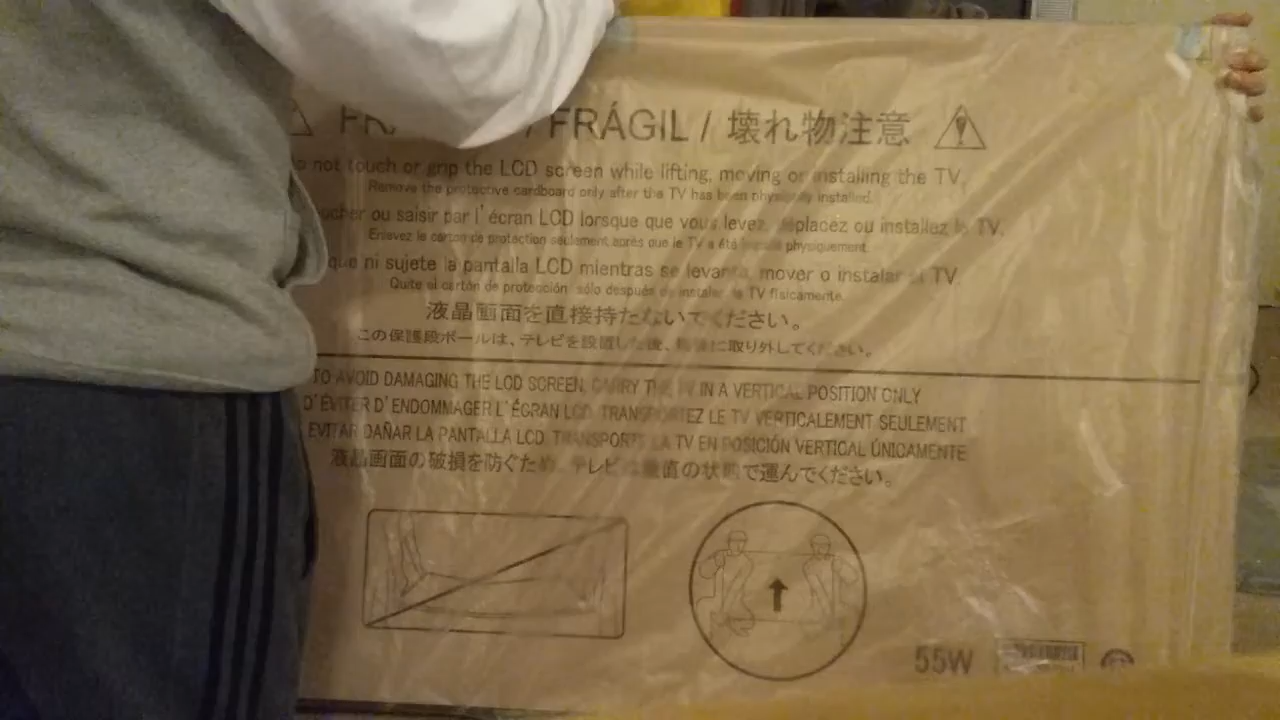 / FRÁGIL / 壊れ物注意
not touch or grip the LCD screen while lifting, moving or installing the TV.
Remove the protective cardboard only after the TV has been physically installed.
ou saisir par l'écran LCD lorsque que vous levez, déplacez ou installez le TV.
Enlevez le carton de protection seulement après que le TV a été physiquement.
que ni sujete la pantalla LCD mientras se levanta, mover o instalar el TV
Quite el cartón de protección sólo después de instalar la TV físicamente.
液晶画面を直接持たないでください。
この保護段ボールは、テレビを設置した後、最後に取り外してください。
TO AVOID DAMAGING THE LCD SCREEN, CARRY THE TV IN A VERTICAL POSITION ONLY
D'ÉVITER D'ENDOMMAGER L'ÉCRAN LCD, TRANSPORTEZ LE TV VERTICALEMENT SEULEMENT
EVITAR DAÑAR LA PANTALLA LCD, TRANSPORTE LA TV EN POSICIÓN VERTICAL ÚNICAMENTE
液晶画面の破損を防ぐため、テレビは垂直の状態で運んでください。
55W